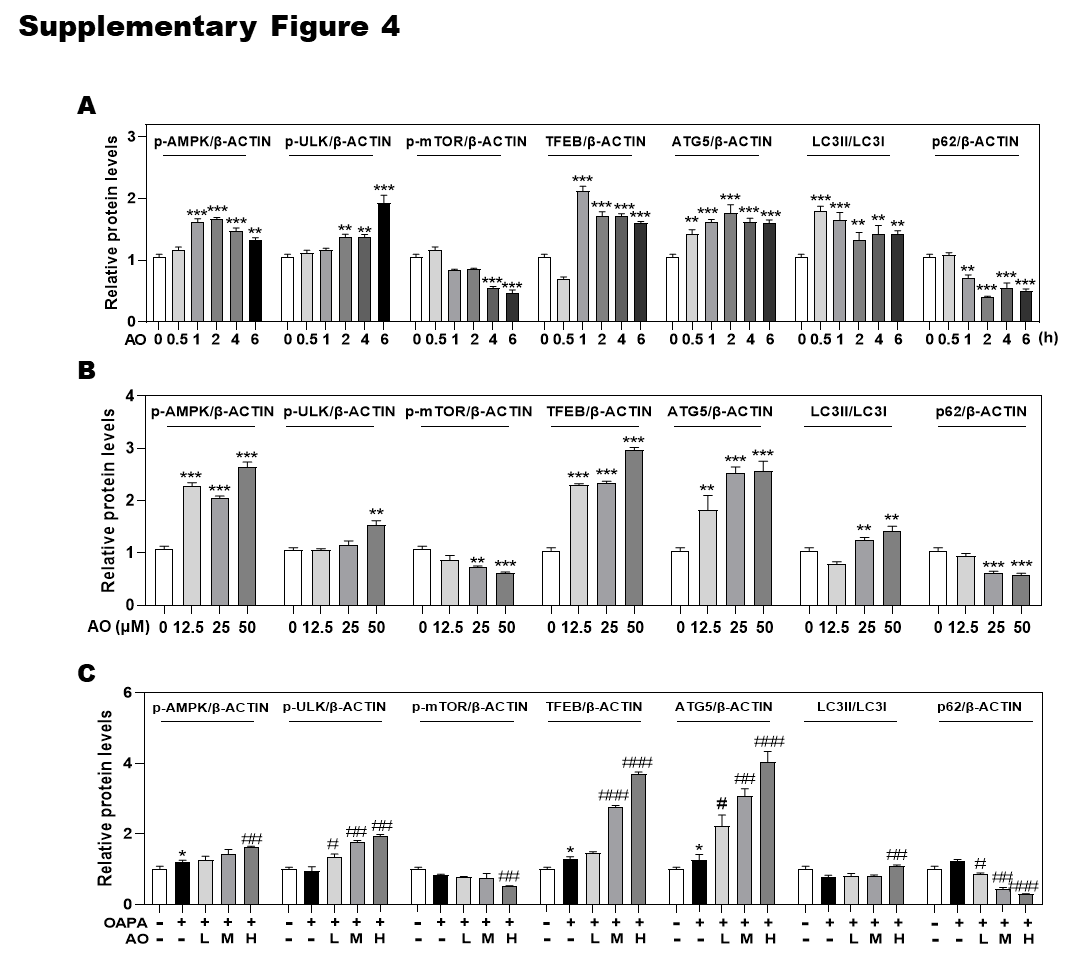 Supplementary Figure 4
A
Relative protein levels
3
2
1
0
p-AMPK/β-ACTIN p-ULK/β-ACTIN p-mTOR/β-ACTIN TFEB/β-ACTIN ATG5/β-ACTIN LC3II/LC3I p62/β-ACTIN
*** *** *** **
** ** ***
*** ***
*** *** *** ***
** *** *** *** ***
*** *** ** ** **
** *** *** ***
AO 0 0.5 1 2 4 6 0 0.5 1 2 4 6 0 0.5 1 2 4 6 0 0.5 1 2 4 6 0 0.5 1 2 4 6 0 0.5 1 2 4 6 0 0.5 1 2 4 6 (h)
B
Relative protein levels
4
3
2
1
0
p-AMPK/β-ACTIN p-ULK/β-ACTIN p-mTOR/β-ACTIN TFEB/β-ACTIN ATG5/β-ACTIN LC3II/LC3I p62/β-ACTIN
*** *** ***
**
** ***
*** *** ***
** *** ***
** **
*** ***
AO (μM) 0 12.5 25 50 0 12.5 25 50 0 12.5 25 50 0 12.5 25 50 0 12.5 25 50 0 12.5 25 50 0 12.5 25 50
C
Relative protein levels
6
4
2
0
p-AMPK/β-ACTIN p-ULK/β-ACTIN p-mTOR/β-ACTIN TFEB/β-ACTIN ATG5/β-ACTIN LC3II/LC3I p62/β-ACTIN
* ##
# ## ##
##
* ### ###
* # ## ###
##
# ## ###
OAPA - + + + + - + + + + - + + + + - + + + + - + + + + - + + + + - + + + +
AO - - L M H - - L M H - - L M H - - L M H - - L M H - - L M H - - L M H